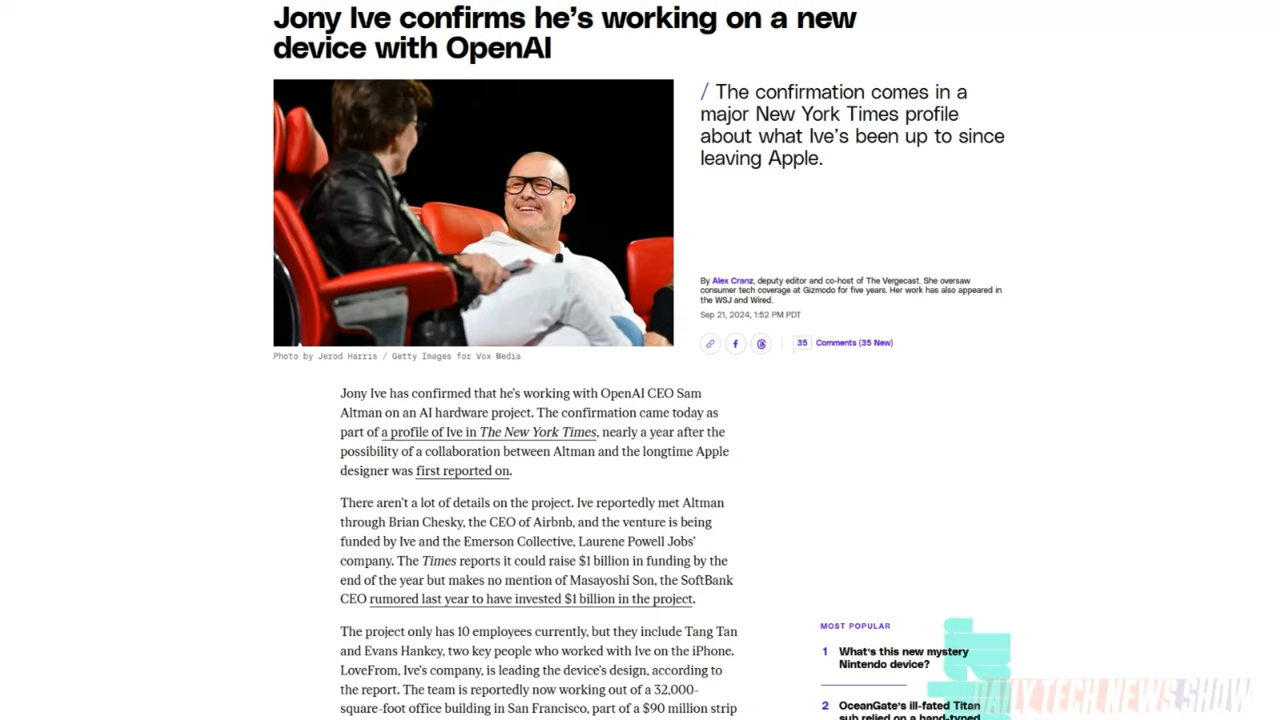 Jony Ive confirms he's working on a new
device with OpenAI
/ The confirmation comes in a
major New York Times profile
about what Ive's been up to since
leaving Apple.
By Alex Cranz, deputy editor and co-host of The Vergecast. She oversaw
consumer tech coverage at Gizmodo for five years. Her work has also appeared in
the WSJ and Wired.
Sep 21, 2024, 1:52 PM PDT
35 Comments (35 New)
Photo by Jerod Harris / Getty Images for Vox Media
Jony Ive has confirmed that he's working with OpenAI CEO Sam
Altman on an AI hardware project. The confirmation came today as
part of a profile of Ive in The New York Times, nearly a year after the
possibility of a collaboration between Altman and the longtime Apple
designer was first reported on.
There aren't a lot of details on the project. Ive reportedly met Altman
through Brian Chesky, the CEO of Airbnb, and the venture is being
funded by Ive and the Emerson Collective, Laurene Powell Jobs'
company. The Times reports it could raise $1 billion in funding by the
end of the year but makes no mention of Masayoshi Son, the SoftBank
CEO rumored last year to have invested $1 billion in the project.
The project only has 10 employees currently, but they include Tang Tan
and Evans Hankey, two key people who worked with Ive on the iPhone.
LoveFrom, Ive's company, is leading the device's design, according to
the report. The team is reportedly now working out of a 32,000-
square-foot office building in San Francisco, part of a $90 million strip
MOST POPULAR
1 What's this new mystery
Nintendo device?
2 OceanGate's ill-fated Titan
sub relied on a hand-typed
DAILY TECH NEWS SHOW